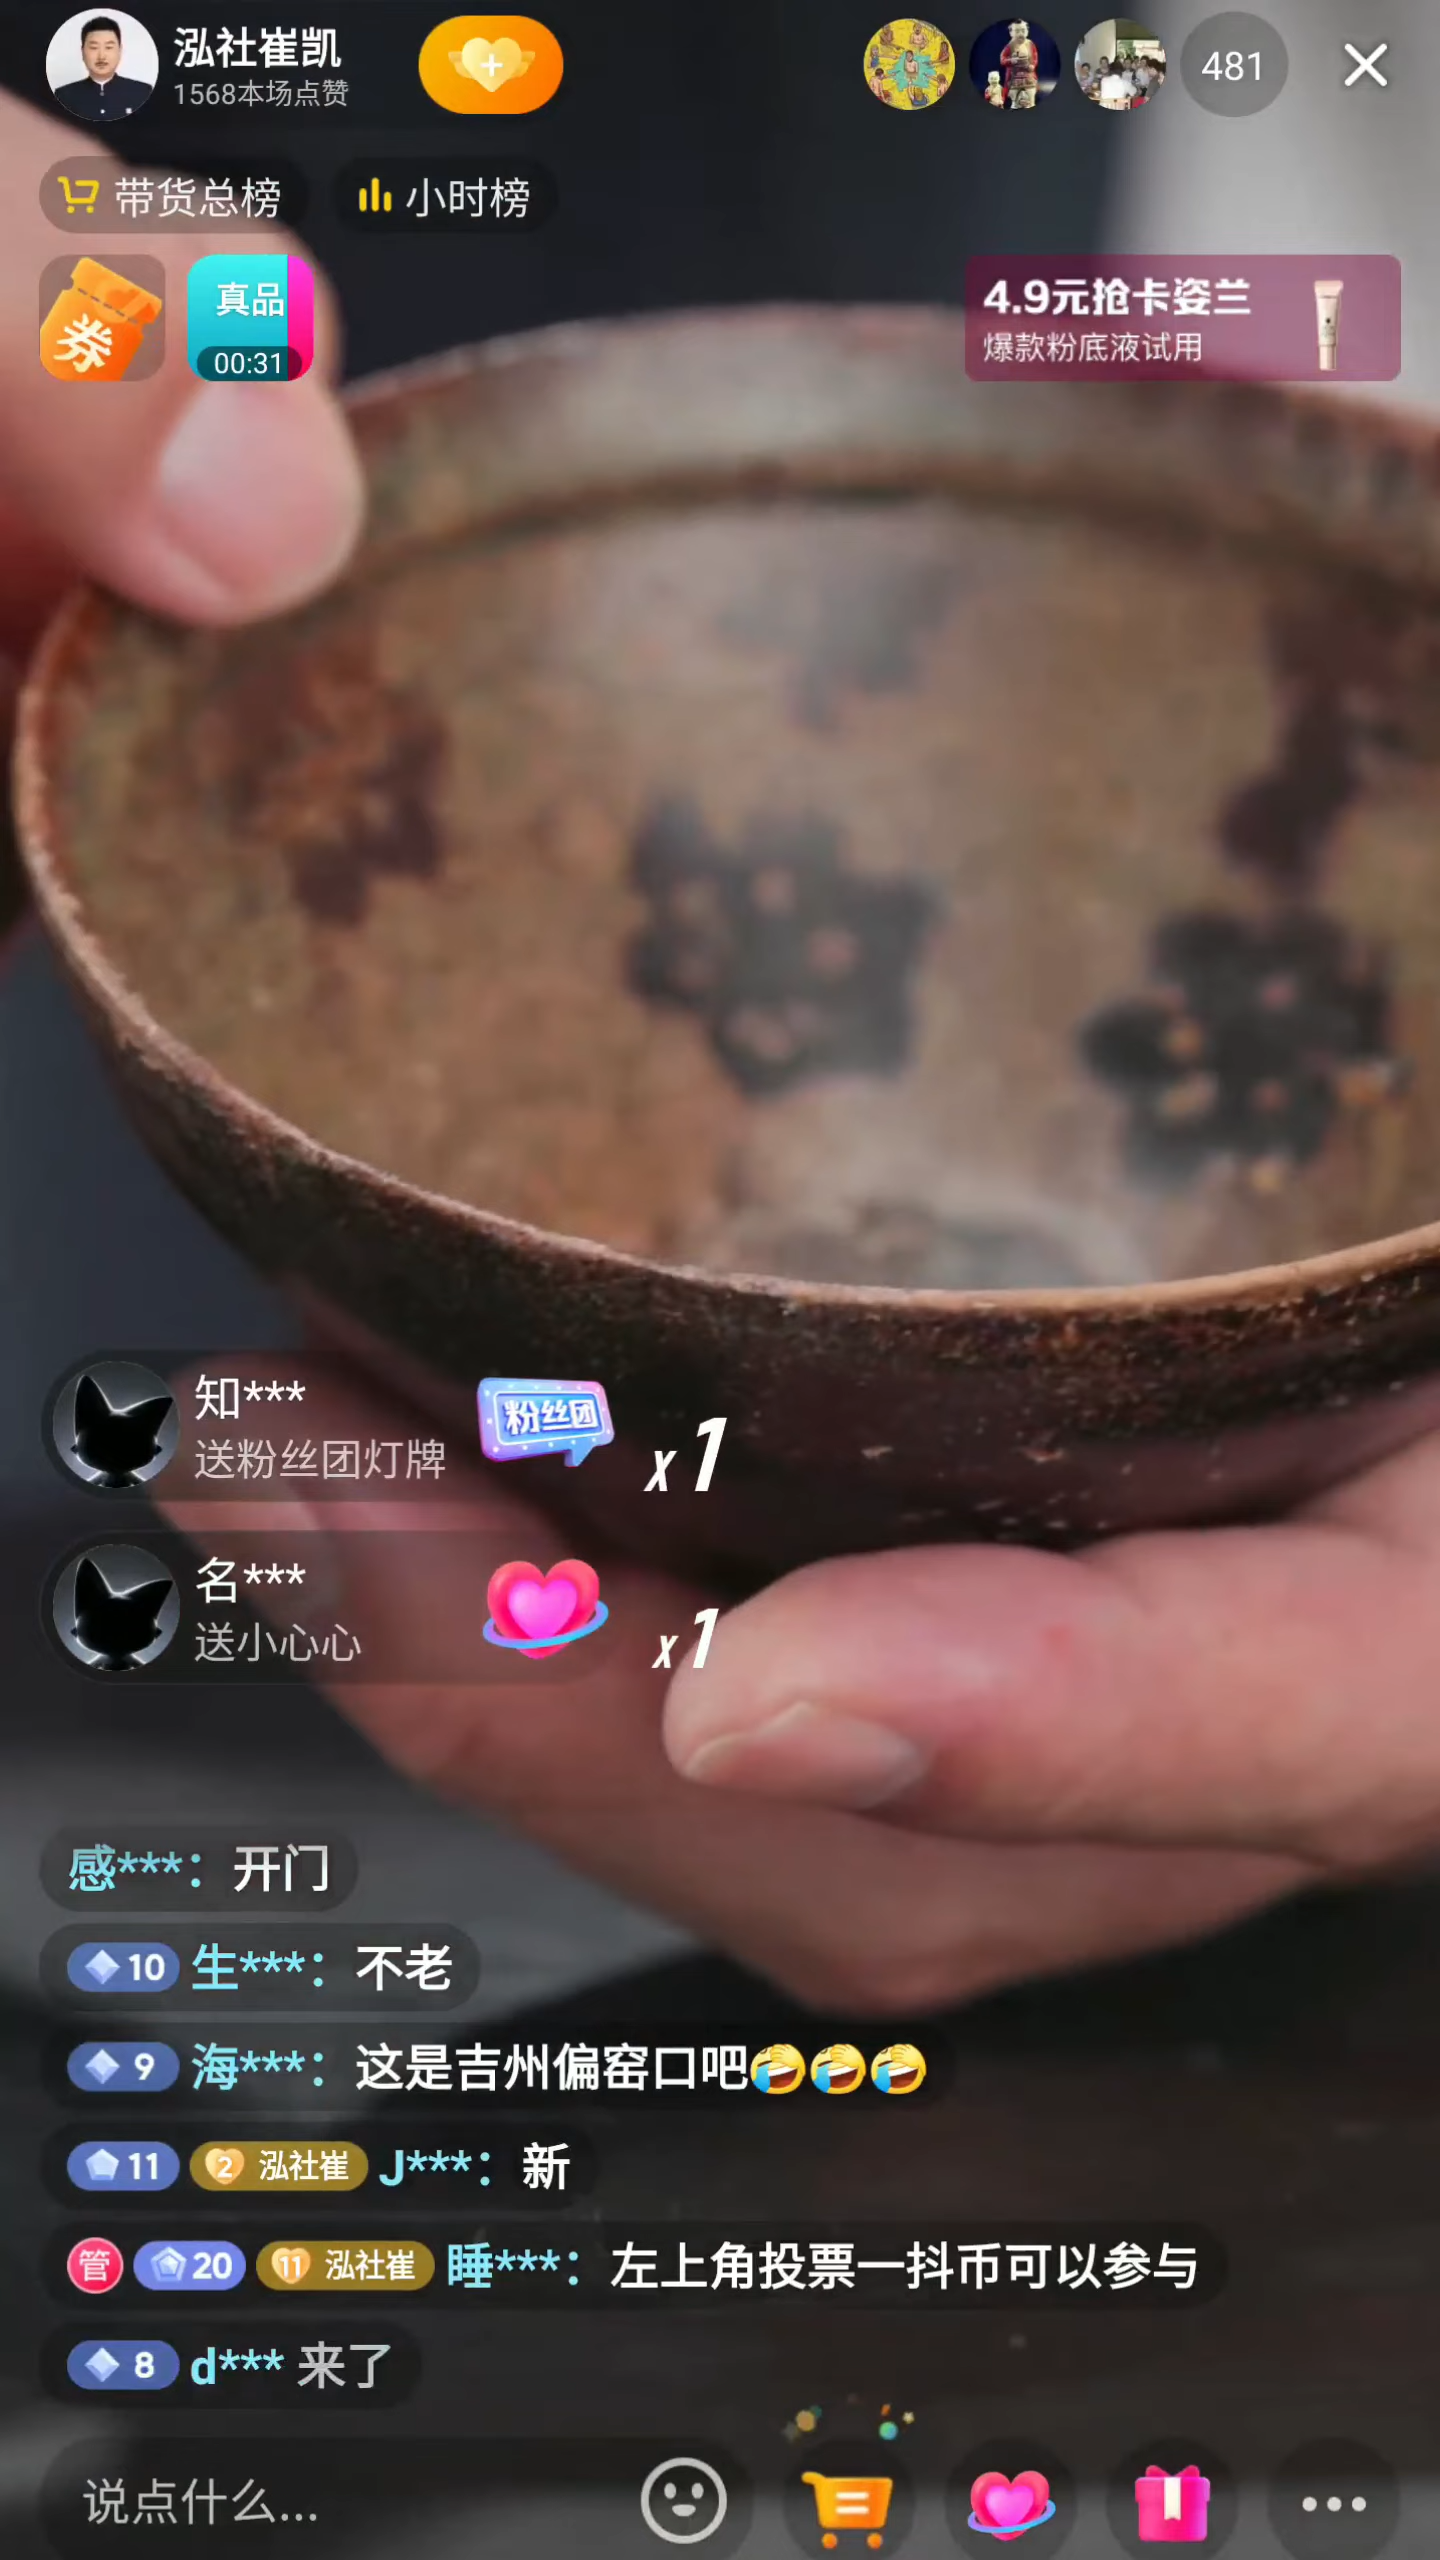 泓社崔凯
1568本场点赞
481
带货总榜
小时榜
券
真品
00:31
4.9元抢卡姿兰
爆款粉底液试用
知***
送粉丝团灯牌
粉丝团
x1
名***
送小心心
x1
感***：开门
10 生***：不老
9 海***：这是吉州偏窑口吧🤣🤣🤣
11 2 泓社崔 J***：新
管 20 11 泓社崔 睡***：左上角投票一抖币可以参与
8 d*** 来了
说点什么...